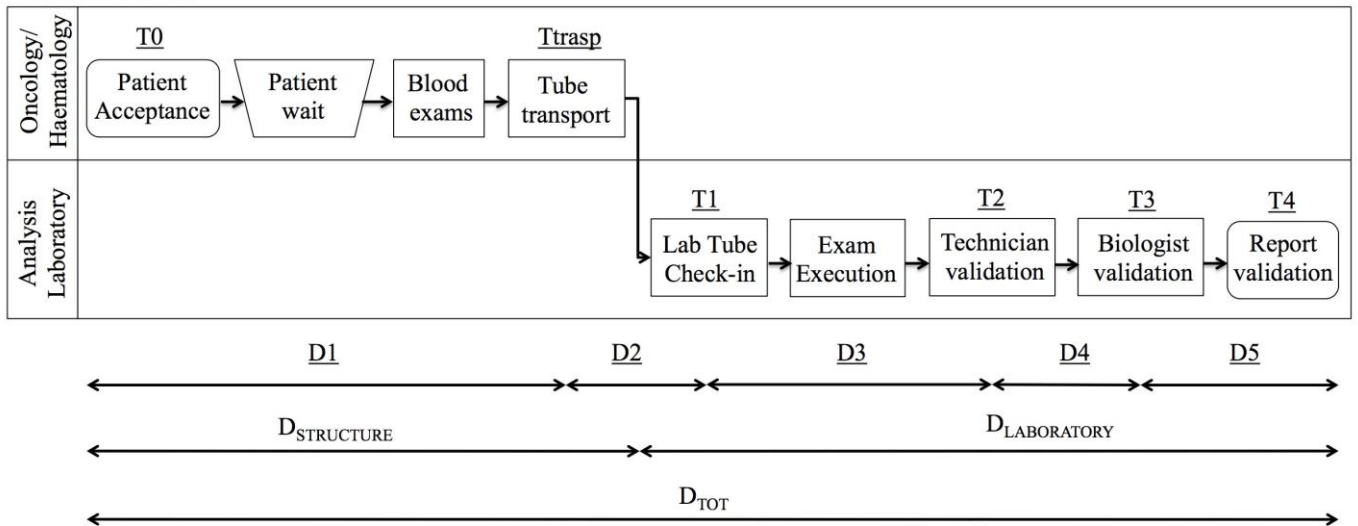 Oncology/
Haematology
T0
Ttrasp
Patient
Acceptance
Patient
wait
Blood
exams
Tube
transport
Analysis
Laboratory
T1
T2
T3
T4
Lab Tube
Check-in
Exam
Execution
Technician
validation
Biologist
validation
Report
validation
D1
D2
D3
D4
D5
DSTRUCTURE
DLABORATORY
DTOT